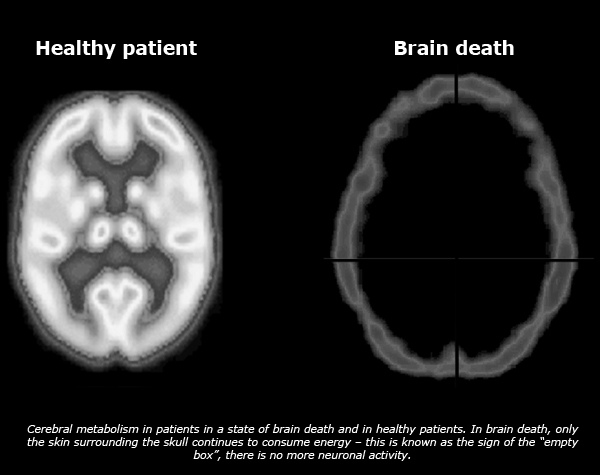 Healthy patient
Brain death
Cerebral metabolism in patients in a state of brain death and in healthy patients. In brain death, only
the skin surrounding the skull continues to consume energy – this is known as the sign of the “empty
box”, there is no more neuronal activity.